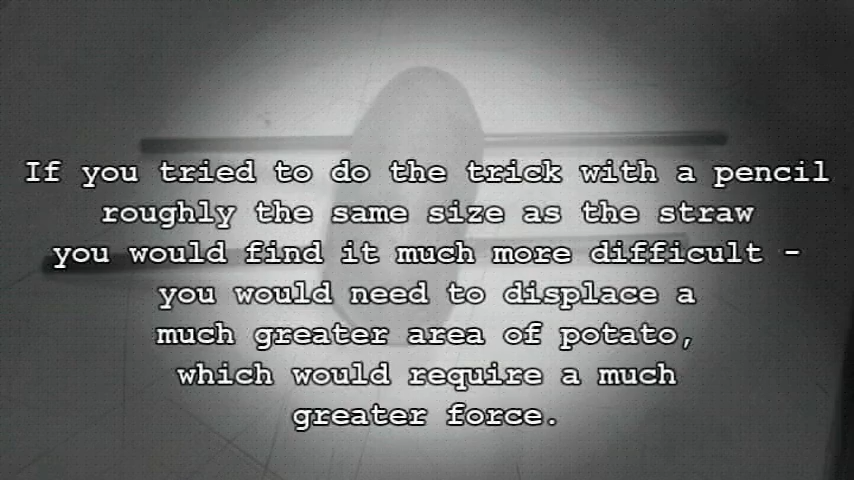 If you tried to do the trick with a pencil
roughly the same size as the straw
you would find it much more difficult -
you would need to displace a
much greater area of potato,
which would require a much
greater force.